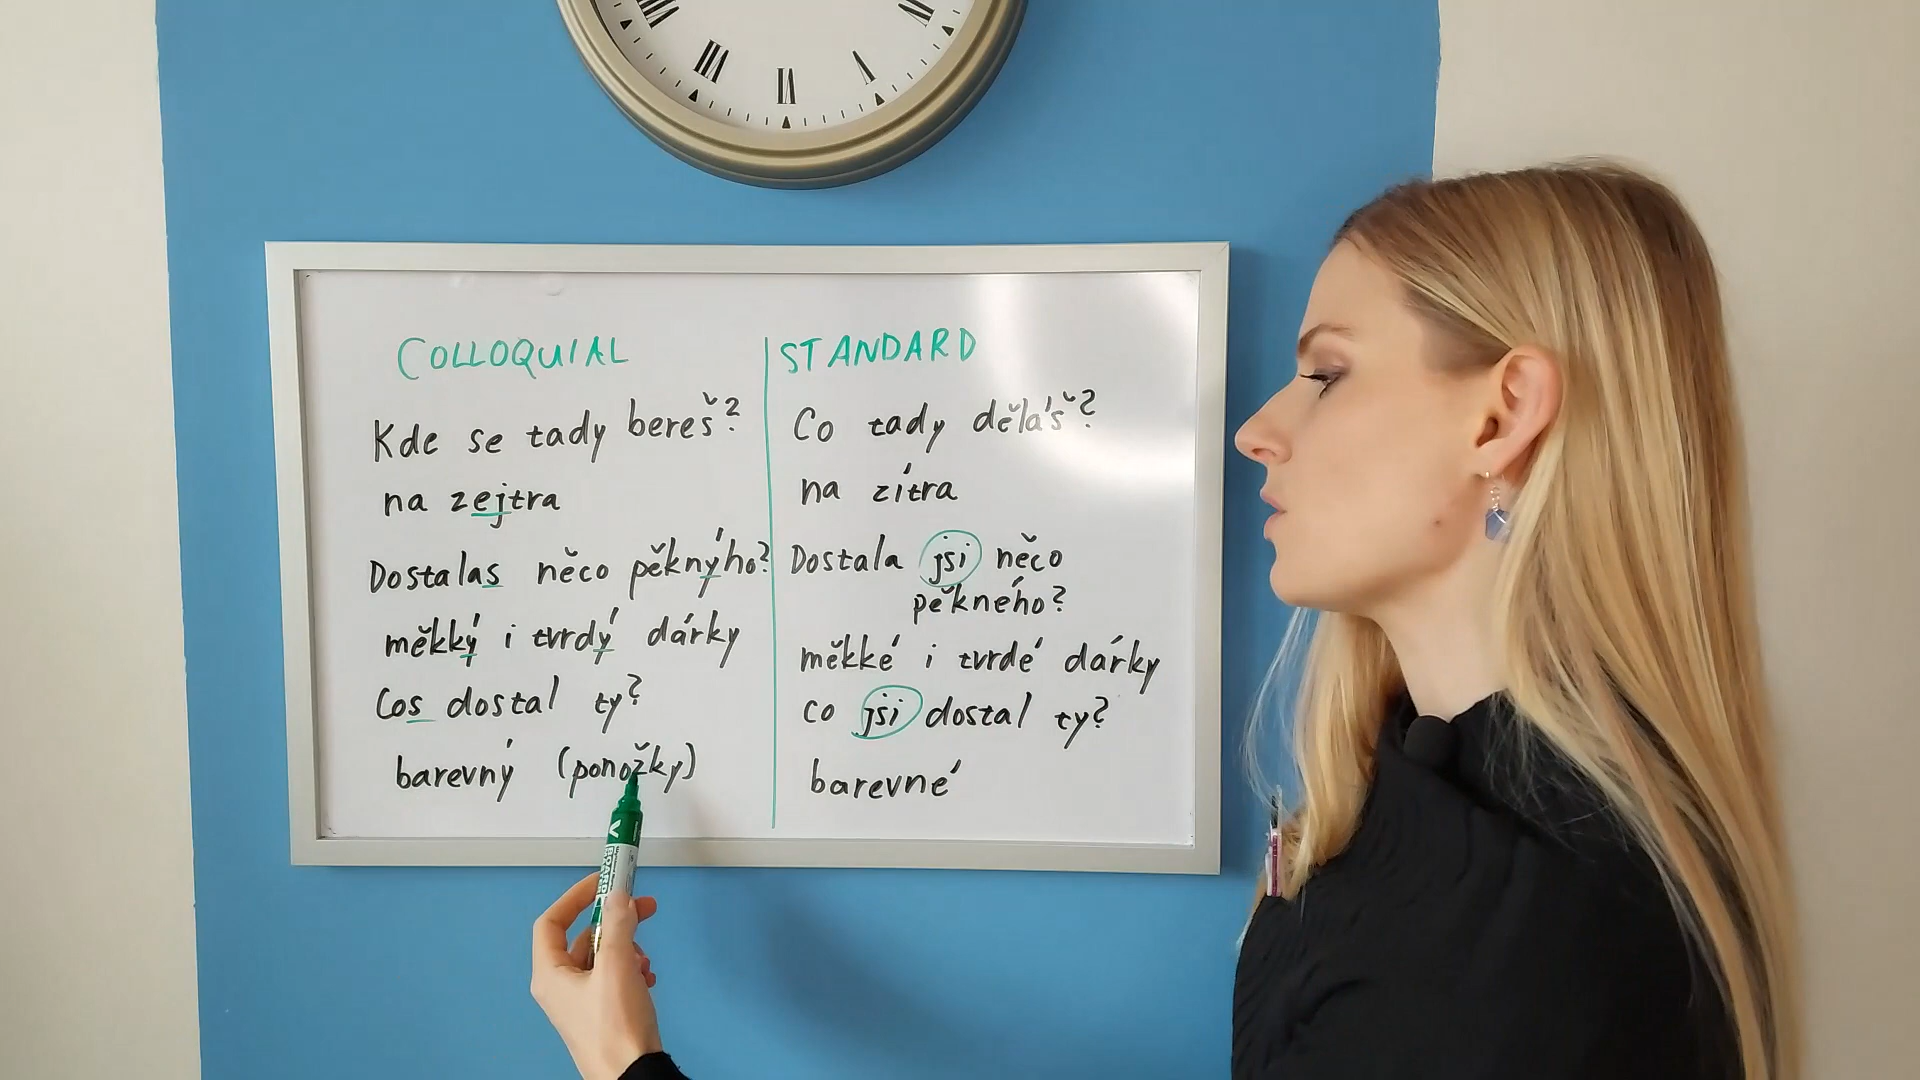 COLLOQUIAL
Kde se tady bereš?
na zejtra
Dostalas něco pěknýho?
měkký i tvrdý dárky
Cos dostal ty?
barevný (ponožky)
STANDARD
Co tady děláš?
na zítra
Dostala jsi něco
pěkného?
měkké i tvrdé dárky
co jsi dostal ty?
barevné
V BOARD